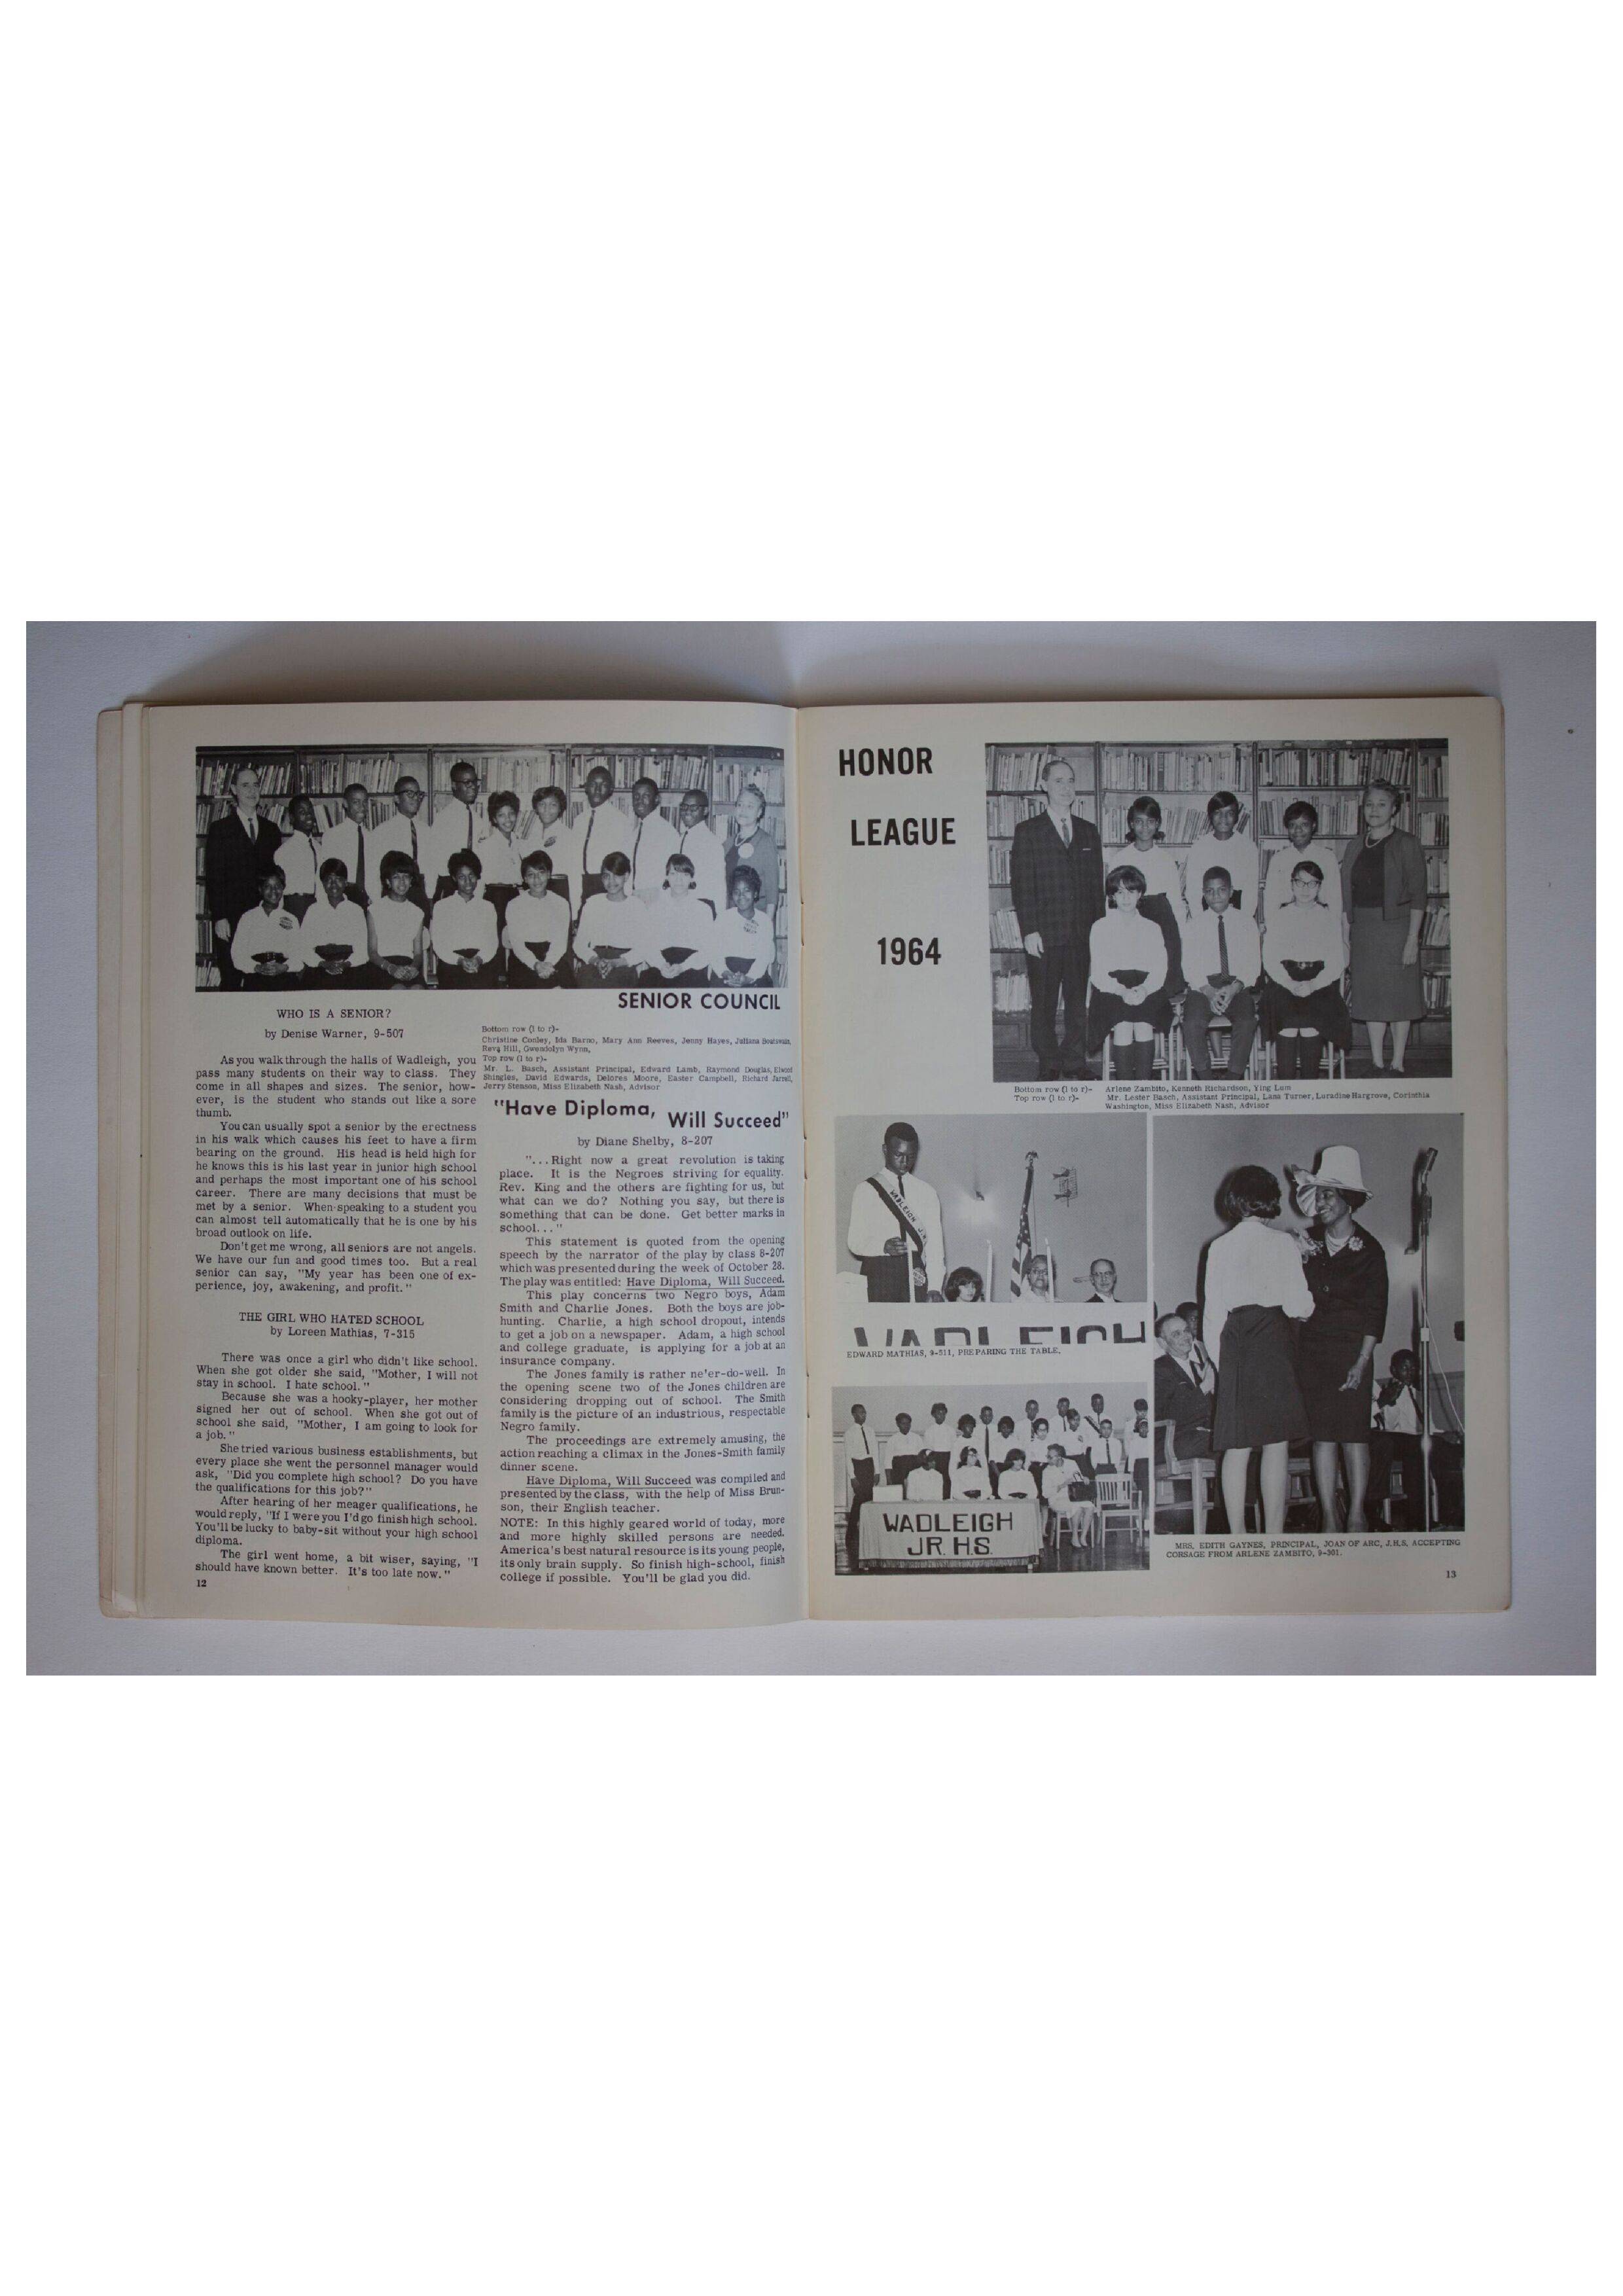 SENIOR COUNCIL
WHO IS A SENIOR?
by Denise Warner, 9-507
As you walk through the halls of Wadleigh, you
pass many students on their way to class. They
come in all shapes and sizes. The senior, how-
ever, is the student who stands out like a sore
thumb.
You can usually spot a senior by the erectness
in his walk which causes his feet to have a firm
bearing on the ground. His head is held high for
he knows this is his last year in junior high school
and perhaps the most important one of his school
career. There are many decisions that must be
met by a senior. When speaking to a student you
can almost tell automatically that he is one by his
broad outlook on life.
Don't get me wrong, all seniors are not angels.
We have our fun and good times too. But a real
senior can say, "My year has been one of ex-
perience, joy, awakening, and profit."
THE GIRL WHO HATED SCHOOL
by Loreen Mathias, 7-315
There was once a girl who didn't like school.
When she got older she said, "Mother, I will not
stay in school. I hate school."
Because she was a hooky-player, her mother
signed her out of school. When she got out of
school she said, "Mother, I am going to look for
a job."
She tried various business establishments, but
every place she went the personnel manager would
ask, "Did you complete high school? Do you have
the qualifications for this job?"
After hearing of her meager qualifications, he
would reply, "If I were you I'd go finish high school.
You'll be lucky to baby-sit without your high school
diploma.
The girl went home, a bit wiser, saying, "I
should have known better. It's too late now."
12
Bottom row (l to r)-
Christine Conley, Ida Barno, Mary Ann Reeves, Jenny Hayes, Juliana
Reva Hill, Gwendolyn Wynn,
Top row (l to r)-
Mr. L. Basch, Assistant Principal, Edward Lamb, Raymond Douglas, Elwood
Shingles, David Edwards, Delores Moore, Easter Campbell, Richard Jarrell,
Jerry Stenson, Miss Elizabeth Nash, Advisor
"Have Diploma, Will Succeed"
by Diane Shelby, 8-207
"...Right now a great revolution is taking
place. It is the Negroes striving for equality.
Rev. King and the others are fighting for us, but
what can we do? Nothing you say, but there is
something that can be done. Get better marks in
school..."
This statement is quoted from the opening
speech by the narrator of the play by class 8-207
which was presented during the week of October 28.
The play was entitled: Have Diploma, Will Succeed.
This play concerns two Negro boys, Adam
Smith and Charlie Jones. Both the boys are job-
hunting. Charlie, a high school dropout, intends
to get a job on a newspaper. Adam, a high school
and college graduate, is applying for a job at an
insurance company.
The Jones family is rather ne'er-do-well. In
the opening scene two of the Jones children are
considering dropping out of school. The Smith
family is the picture of an industrious, respectable
Negro family.
The proceedings are extremely amusing, the
action reaching a climax in the Jones-Smith family
dinner scene.
Have Diploma, Will Succeed was compiled and
presented by the class, with the help of Miss Brun-
son, their English teacher.
NOTE: In this highly geared world of today, more
and more highly skilled persons are needed.
America's best natural resource is its young people,
its only brain supply. So finish high-school, finish
college if possible. You'll be glad you did.
HONOR
LEAGUE
1964
Bottom row (l to r)- Arlene Zambito, Kenneth Richardson, Ying Lum
Top row (l to r)- Mr. Lester Basch, Assistant Principal, Lana Turner, Luradine Hargrove, Corinthia
Washington, Miss Elizabeth Nash, Advisor
WADLEIGH J.
WADLEIGH
EDWARD MATHIAS, 9-511, PREPARING THE TABLE.
WADLEIGH
JR. H.S.
MRS. EDITH GAYNES, PRINCIPAL, JOAN OF ARC, J.H.S. ACCEPTING
CORSAGE FROM ARLENE ZAMBITO, 9-301.
13